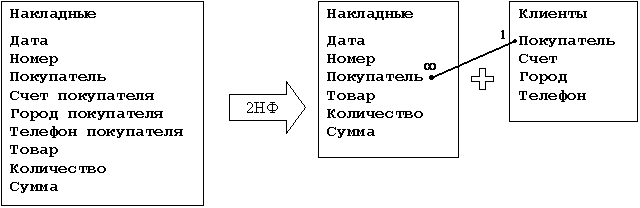 Накладные
Дата
Номер
Покупатель
Счет покупателя
Город покупателя
Телефон покупателя
Товар
Количество
Сумма
2НФ
Накладные
Дата
Номер
Покупатель ∞
Товар
Количество
Сумма
1
Клиенты
Покупатель
Счет
Город
Телефон